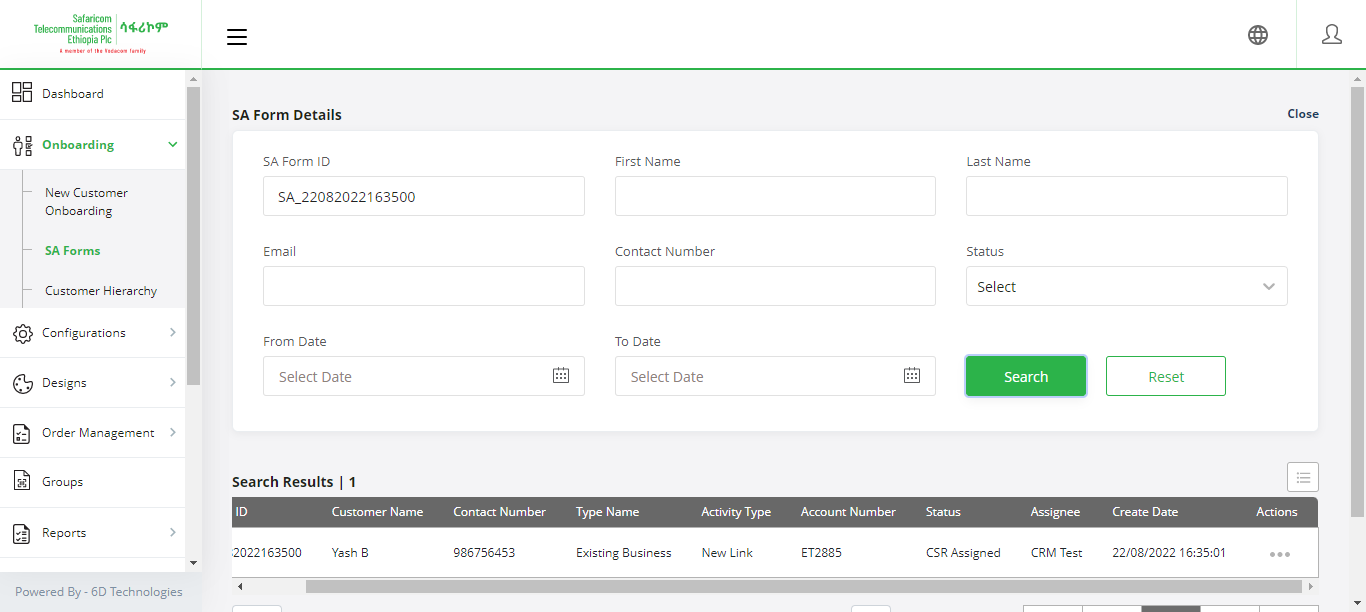 Safaricom
Telecommunications
Ethiopia Plc
ሳፋሪኮም
A member of the Vodacom family
Dashboard
Onboarding
New Customer
Onboarding
SA Forms
Customer Hierarchy
Configurations
Designs
Order Management
Groups
Reports
Powered By - 6D Technologies
SA Form Details
Close
SA Form ID
First Name
Last Name
SA_22082022163500
Email
Contact Number
Status
Select
From Date
To Date
Select Date
Select Date
Search
Reset
Search Results | 1
ID Customer Name Contact Number Type Name Activity Type Account Number Status Assignee Create Date Actions
2022163500 Yash B 986756453 Existing Business New Link ET2885 CSR Assigned CRM Test 22/08/2022 16:35:01